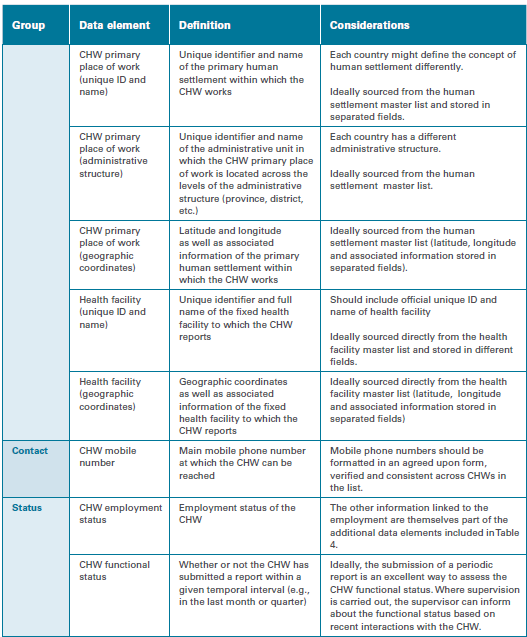 Group
Data element
Definition
Considerations
CHW primary
place of work
(unique ID and
name)
Unique identifier and name
of the primary human
settlement within which the
CHW works
Each country might define the concept of
human settlement differently.
Ideally sourced from the human
settlement master list and stored in
separated fields.
CHW primary
place of work
(administrative
structure)
Unique identifier and name
of the administrative unit in
which the CHW primary place
of work is located across the
levels of the administrative
structure (province, district,
etc.)
Each country has a different
administrative structure.
Ideally sourced from the human
settlement master list.
CHW primary
place of work
(geographic
coordinates)
Latitude and longitude
as well as associated
information of the primary
human settlement within
which the CHW works
Ideally sourced from the human
settlement master list (latitude, longitude
and associated information stored in
separated fields).
Health facility
(unique ID and
name)
Unique identifier and full
name of the fixed health
facility to which the CHW
reports
Should include official unique ID and
name of health facility
Ideally sourced directly from the health
facility master list and stored in different
fields.
Health facility
(geographic
coordinates)
Geographic coordinates
as well as associated
information of the fixed
health facility to which the
CHW reports
Ideally sourced directly from the health
facility master list (latitude, longitude
and associated information stored in
separated fields)
Contact
CHW mobile
number
Main mobile phone number
at which the CHW can be
reached
Mobile phone numbers should be
formatted in an agreed upon form,
verified and consistent across CHWs in
the list.
Status
CHW employment
status
Employment status of the
CHW
The other information linked to the
employment are themselves part of the
additional data elements included in Table
4.
CHW functional
status
Whether or not the CHW has
submitted a report within a
given temporal interval (e.g.,
in the last month or quarter)
Ideally, the submission of a periodic
report is an excellent way to assess the
CHW functional status. Where supervision
is carried out, the supervisor can inform
about the functional status based on
recent interactions with the CHW.